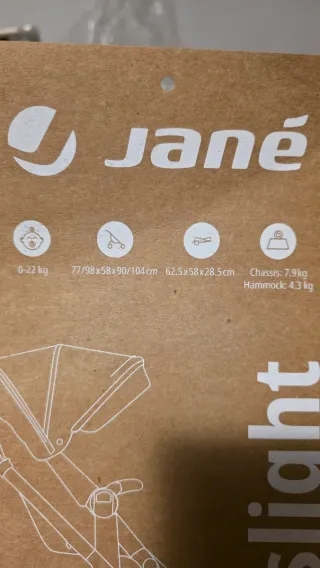 Jané
0-22 kg
77/98x58x90/104cm
62.5x58x28.5cm
Chassis: 7.9kg
Hammock: 4.3 kg
slight